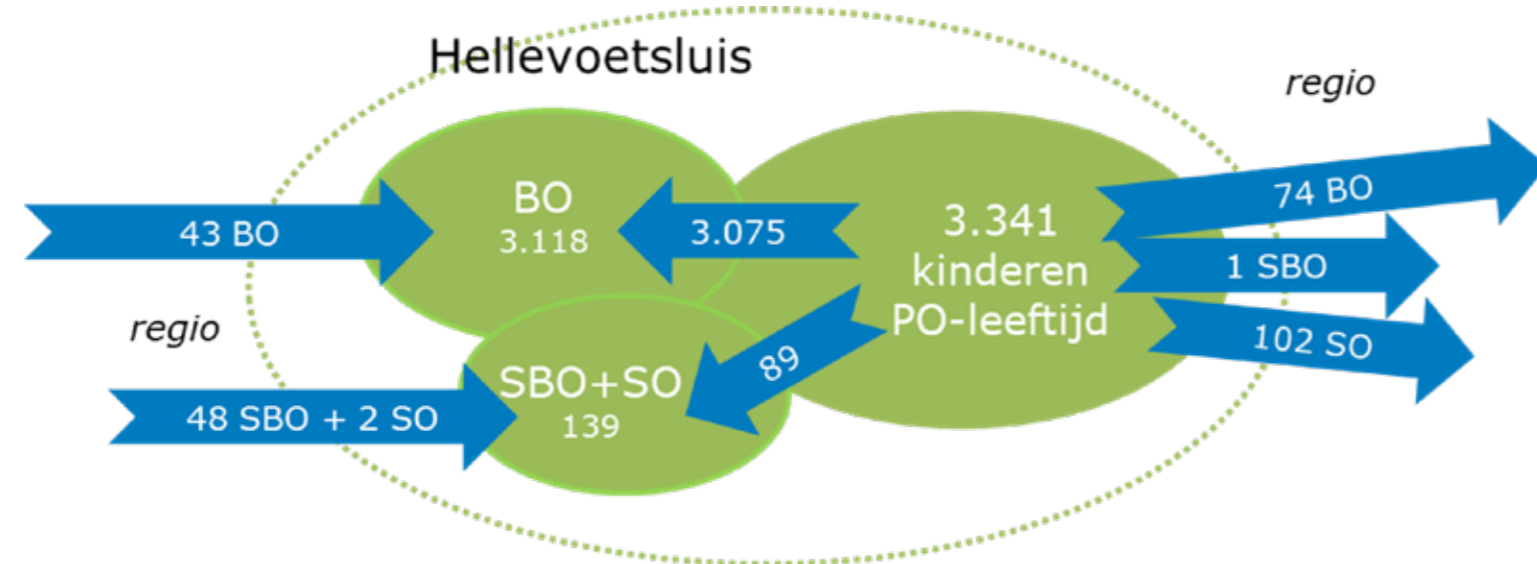 Hellevoetsluis
regio
BO
3.118
43 BO
3.075
3.341
kinderen
PO-leeftijd
74 BO
1 SBO
102 SO
regio
89
SBO+SO
139
48 SBO + 2 SO